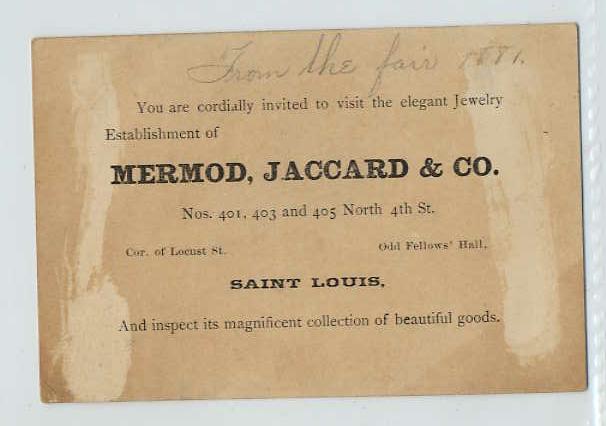 From the fair 1881.
You are cordially invited to visit the elegant Jewelry
Establishment of
MERMOD, JACCARD & CO.
Nos. 401, 403 and 405 North 4th St.
Cor. of Locust St. Odd Fellows' Hall,
SAINT LOUIS,
And inspect its magnificent collection of beautiful goods.